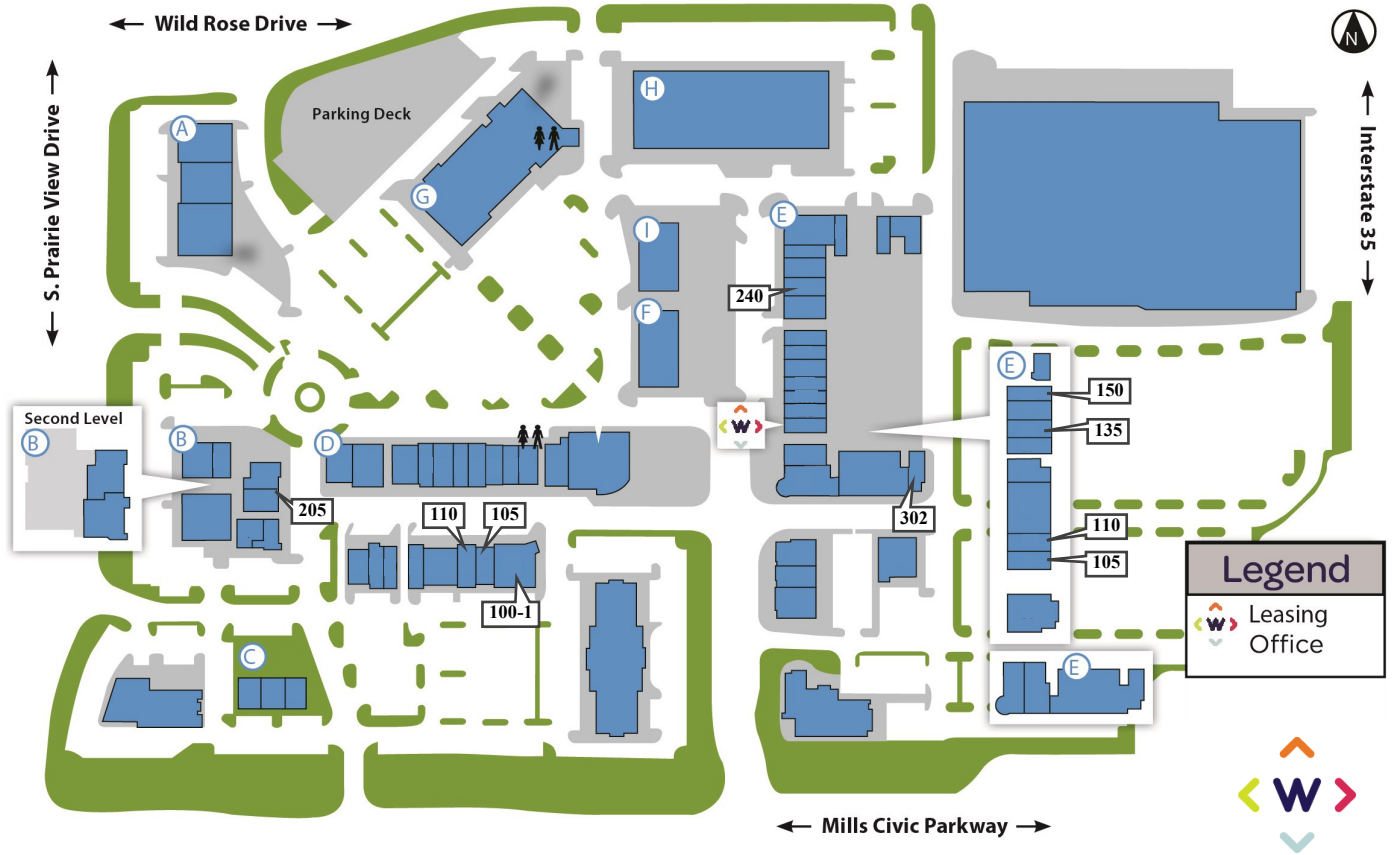 Wild Rose Drive
N
S. Prairie View Drive
Interstate 35
Parking Deck
A
G
H
I
F
E
240
E
150
135
110
105
W
Second Level
B
B
205
D
110
105
100-1
302
C
E
Legend
W
Leasing
Office
W
Mills Civic Parkway